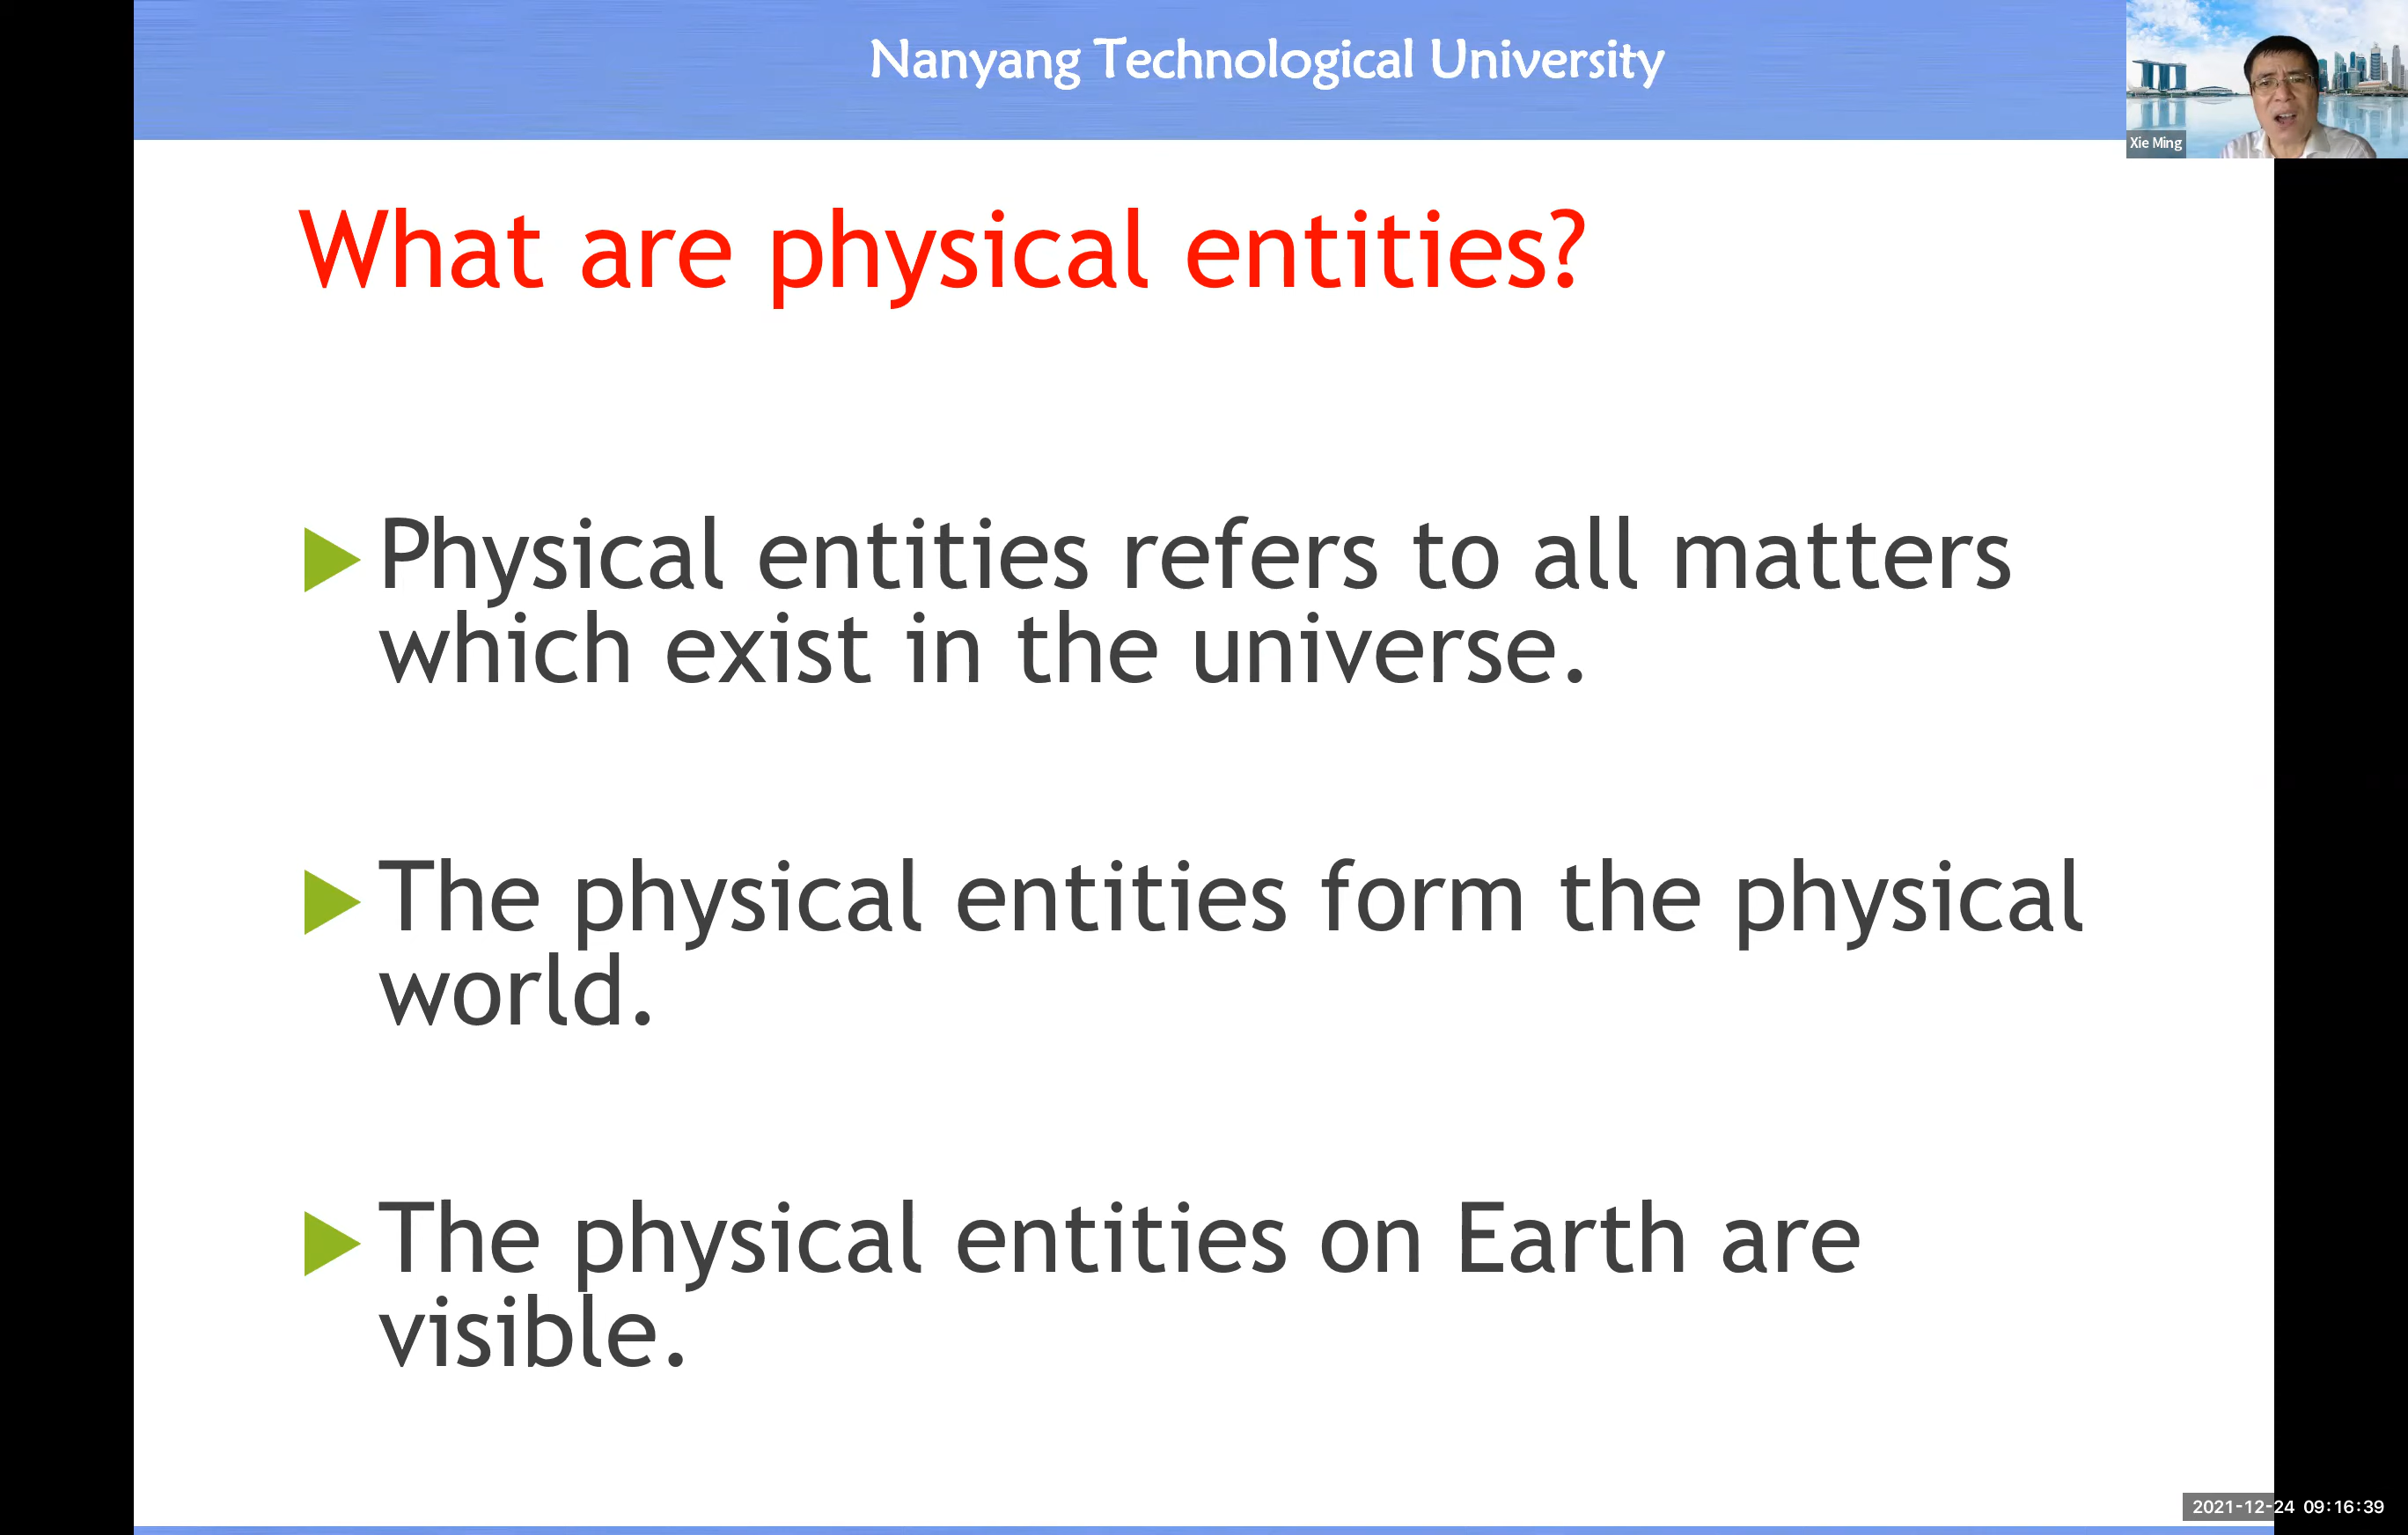 Nanyang Technological University
Xie Ming
What are physical entities?
Physical entities refers to all matters
which exist in the universe.
The physical entities form the physical
world.
The physical entities on Earth are
visible.
2021-12-24 09:16:39